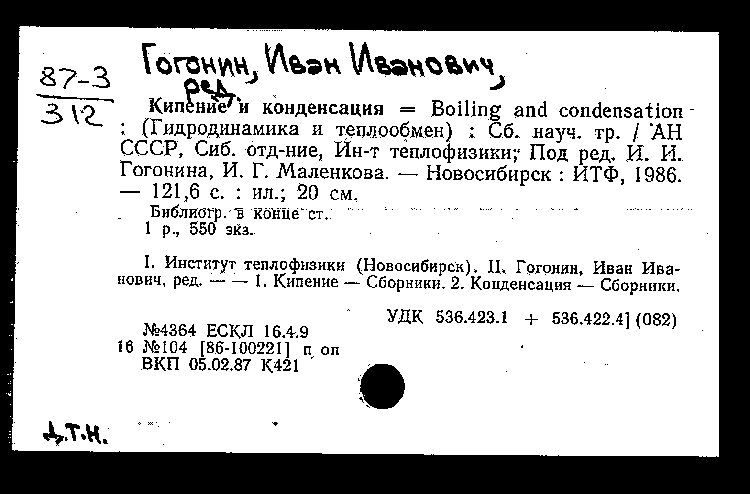 Гогонин, Иван Иванович,
ред.
87-3
312
Кипение и конденсация = Boiling and condensation
: (Гидродинамика и теплообмен) : Сб. науч. тр. / АН
СССР, Сиб. отд-ние, Ин-т теплофизики; Под ред. И. И.
Гогонина, И. Г. Маленкова. — Новосибирск : ИТФ, 1986.
— 121,6 с. : ил.; 20 см.
Библиогр. в конце ст.
1 р., 550 экз.
I. Институт теплофизики (Новосибирск). II. Гогонин, Иван Ива-
нович, ред. — — 1. Кипение — Сборники. 2. Конденсация — Сборники.
УДК 536.423.1 + 536.422.4] (082)
№4364 ЕСКЛ 16.4.9
16 №104 [86-100221] п оп
ВКП 05.02.87 К421
Д.Т.Н.